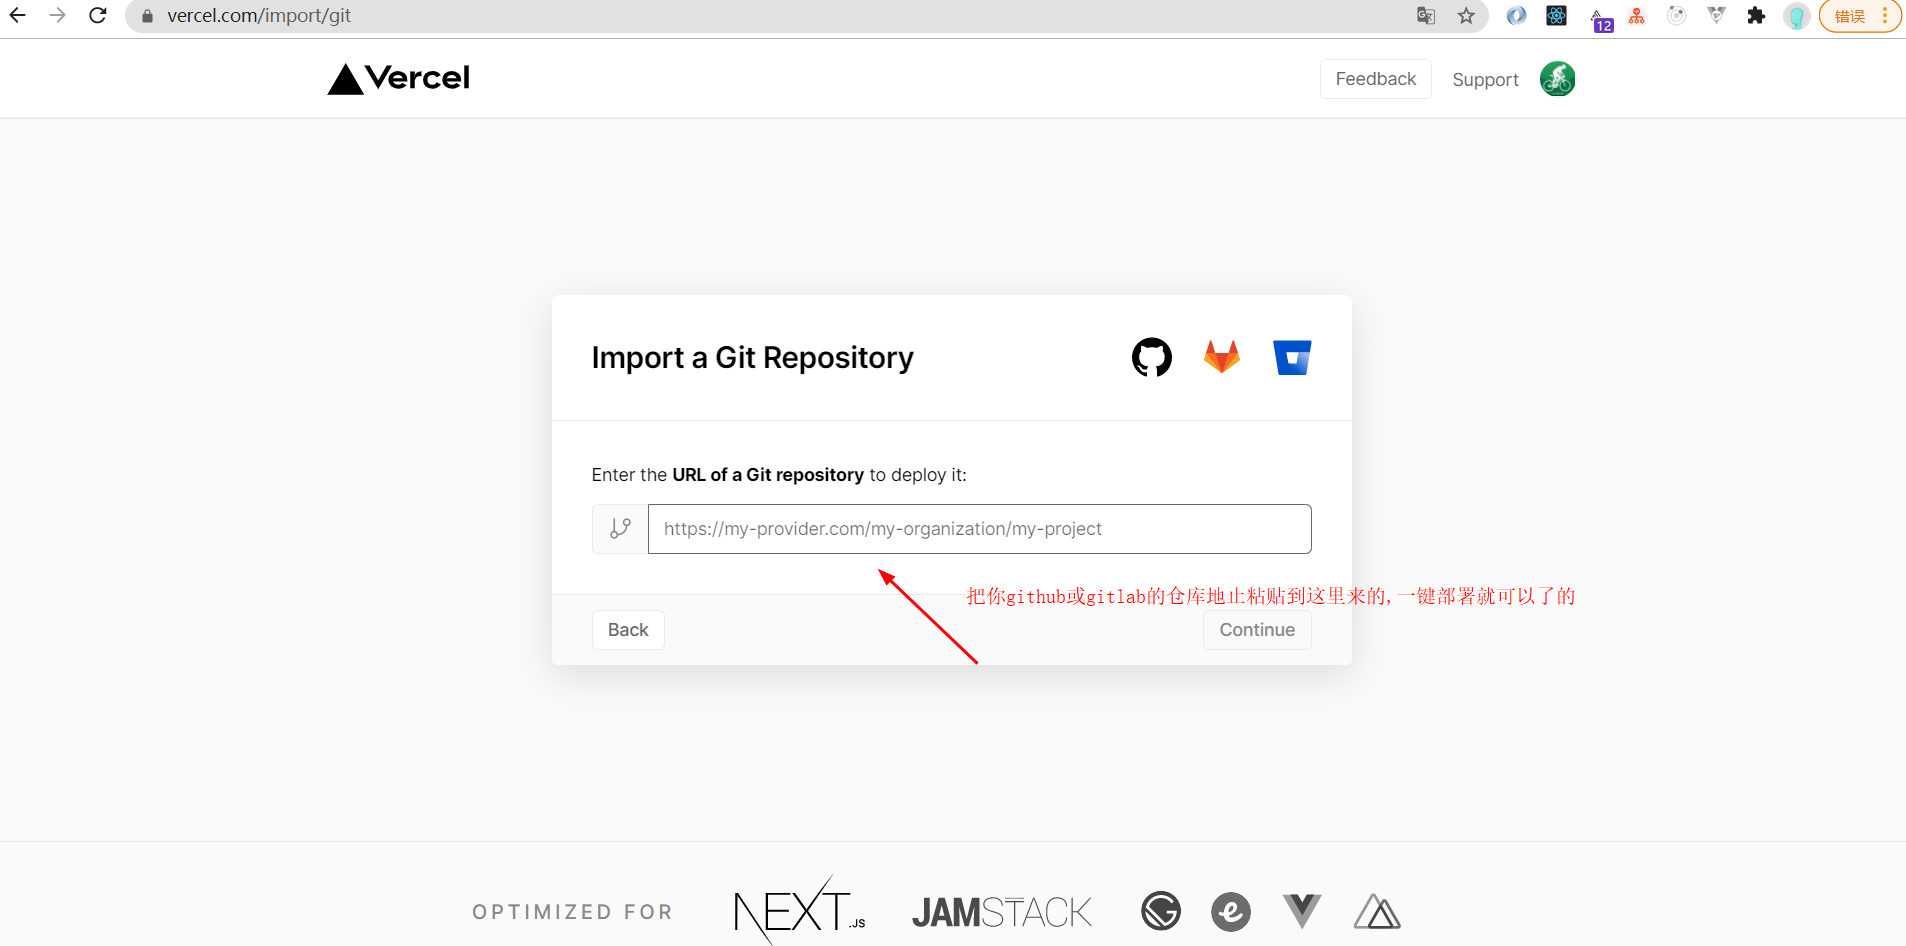 vercel.com/import/git
12
错误
Vercel
Feedback
Support
Import a Git Repository
Enter the URL of a Git repository to deploy it:
https://my-provider.com/my-organization/my-project
把你github或gitlab的仓库地止粘贴到这里来的,一键部署就可以了的
Back
Continue
OPTIMIZED FOR
NEXT.JS
JAMSTACK